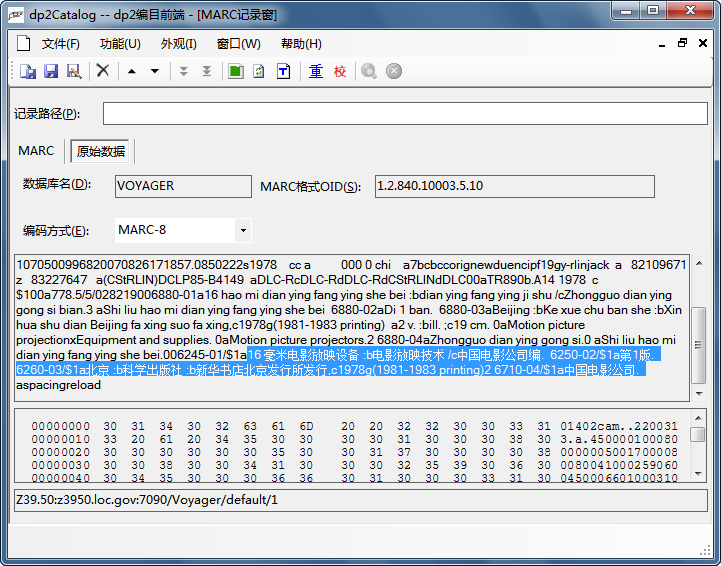 dp2Catalog -- dp2编目前端 - [MARC记录窗]
文件(F) 功能(U) 外观(I) 窗口(W) 帮助(H)
重 校
记录路径(P):
MARC 原始数据
数据库名(D): VOYAGER MARC格式OID(S): 1.2.840.10003.5.10
编码方式(E): MARC-8
1070500996820070826171857.0850222s1978 cc a 000 0 chi a7bcbccorignewduencipf19gy-rlinjack a 82109671
z 83227647 a(CStRLIN)DCLP85-B4149 aDLC-RcDLC-RdDLC-RdCStRLINdDLC00aTR890b.A14 1978 c
$100a778.5/5/028219006880-01a16 hao mi dian ying fang ying she bei :bdian ying fang ying ji shu /cZhongguo dian ying
gong si bian.3 aShi liu hao mi dian ying fang ying she bei 6880-02aDi 1 ban. 6880-03aBeijing :bKe xue chu ban she :bXin
hua shu dian Beijing fa xing suo fa xing,c1978g(1981-1983 printing) a2 v. :bill. ;c19 cm. 0aMotion picture
projectionxEquipment and supplies. 0aMotion picture projectors.2 6880-04aZhongguo dian ying gong si.0 aShi liu hao mi
dian ying fang ying she bei.006245-01/$1a16 毫米电影放映设备 :b电影放映技术 /c中国电影公司编. 6250-02/$1a第1版.
6260-03/$1a北京 :b科学出版社 :b新华书店北京发行所发行,c1978g(1981-1983 printing)2 6710-04/$1a中国电影公司.
aspacingreload
00000000 30 31 34 30 32 63 61 6D 20 20 32 32 30 30 33 31 01402cam..220031
00000010 33 20 61 20 34 35 30 30 30 30 31 30 30 30 38 30 3.a.450000100080
00000020 30 30 30 30 30 35 30 30 31 37 30 30 30 30 38 0000005001700008
00000030 30 30 38 30 30 34 31 30 30 32 35 39 30 36 30 0080041000259060
00000040 30 34 35 30 30 30 36 36 30 30 31 30 30 30 33 31 30 0450006601000310
Z39.50:z3950.loc.gov:7090/Voyager/default/1